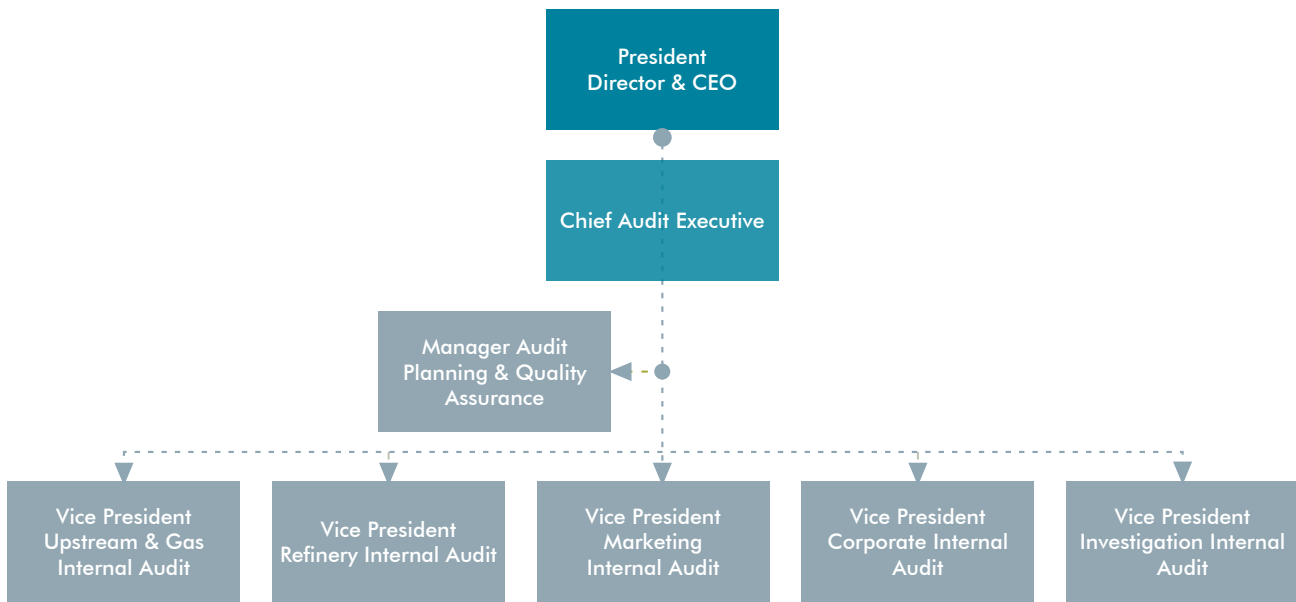 President
Director & CEO
Chief Audit Executive
Manager Audit
Planning & Quality
Assurance
Vice President
Upstream & Gas
Internal Audit
Vice President
Refinery Internal Audit
Vice President
Marketing
Internal Audit
Vice President
Corporate Internal
Audit
Vice President
Investigation Internal
Audit